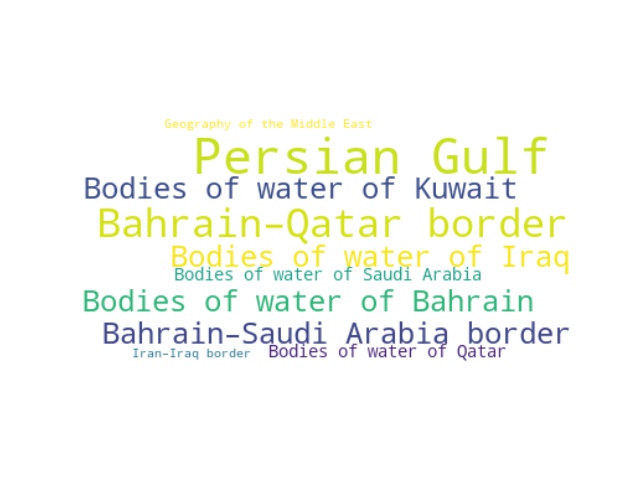 Geography of the Middle East
Persian Gulf
Bodies of water of Kuwait
Bahrain–Qatar border
Bodies of water of Iraq
Bodies of water of Saudi Arabia
Bodies of water of Bahrain
Bahrain–Saudi Arabia border
Iran–Iraq border
Bodies of water of Qatar